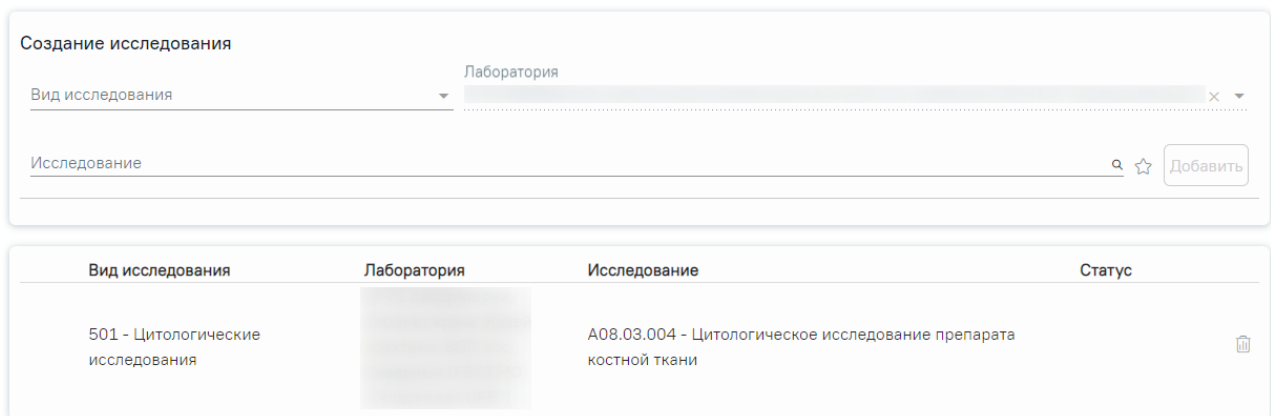 Создание исследования
Лаборатория
Вид исследования
Исследование
Добавить
Вид исследования Лаборатория Исследование Статус
501 - Цитологические А08.03.004 - Цитологическое исследование препарата
исследования костной ткани